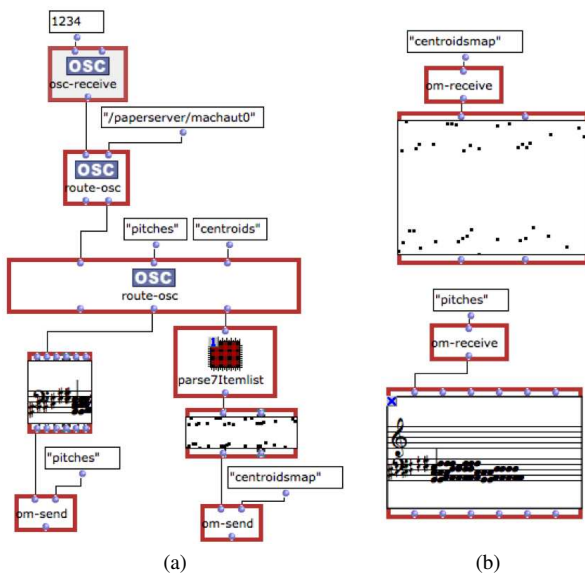 1234
OSC
osc-receive
"/paperserver/machaut0"
OSC
route-osc
"pitches"
"centroids"
OSC
route-osc
1
parse7Itemlist
"pitches"
om-send
"centroidsmap"
om-send
(a)
"centroidsmap"
om-receive
"pitches"
om-receive
x
(b)